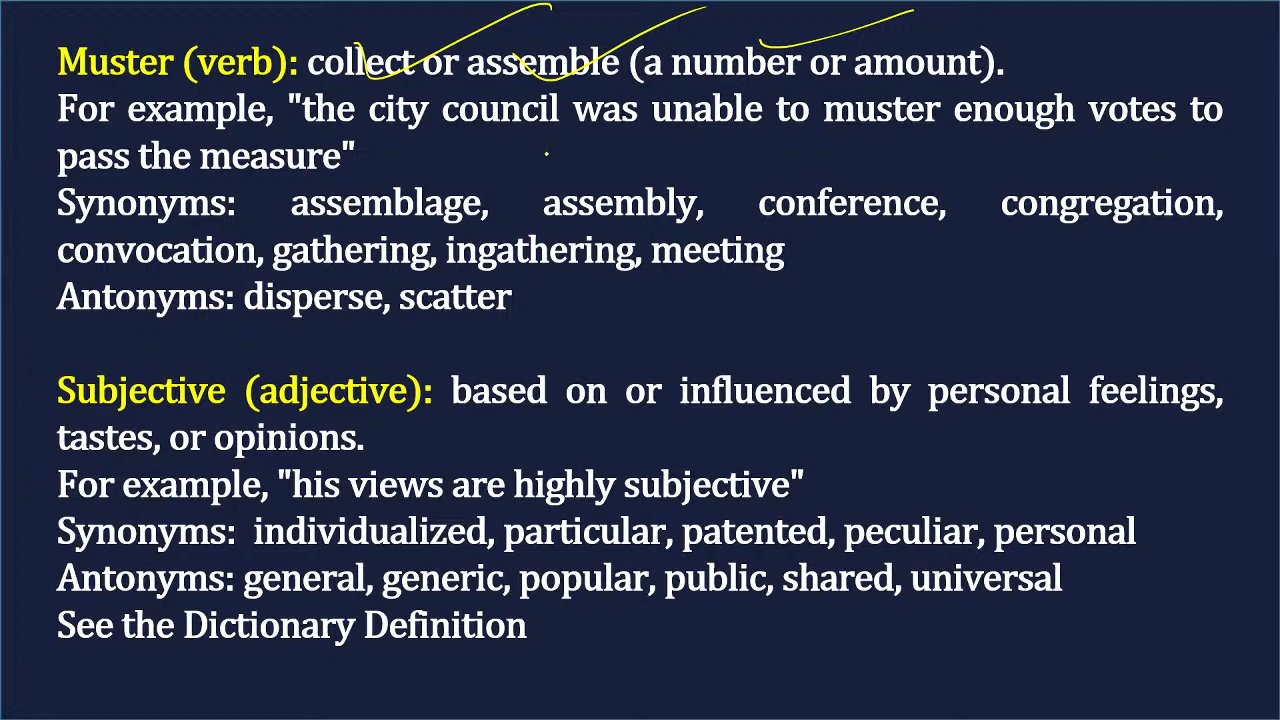 Muster (verb): collect or assemble (a number or amount).
For example, "the city council was unable to muster enough votes to
pass the measure"
Synonyms: assemblage, assembly, conference, congregation,
convocation, gathering, ingathering, meeting
Antonyms: disperse, scatter
Subjective (adjective): based on or influenced by personal feelings,
tastes, or opinions.
For example, "his views are highly subjective"
Synonyms: individualized, particular, patented, peculiar, personal
Antonyms: general, generic, popular, public, shared, universal
See the Dictionary Definition